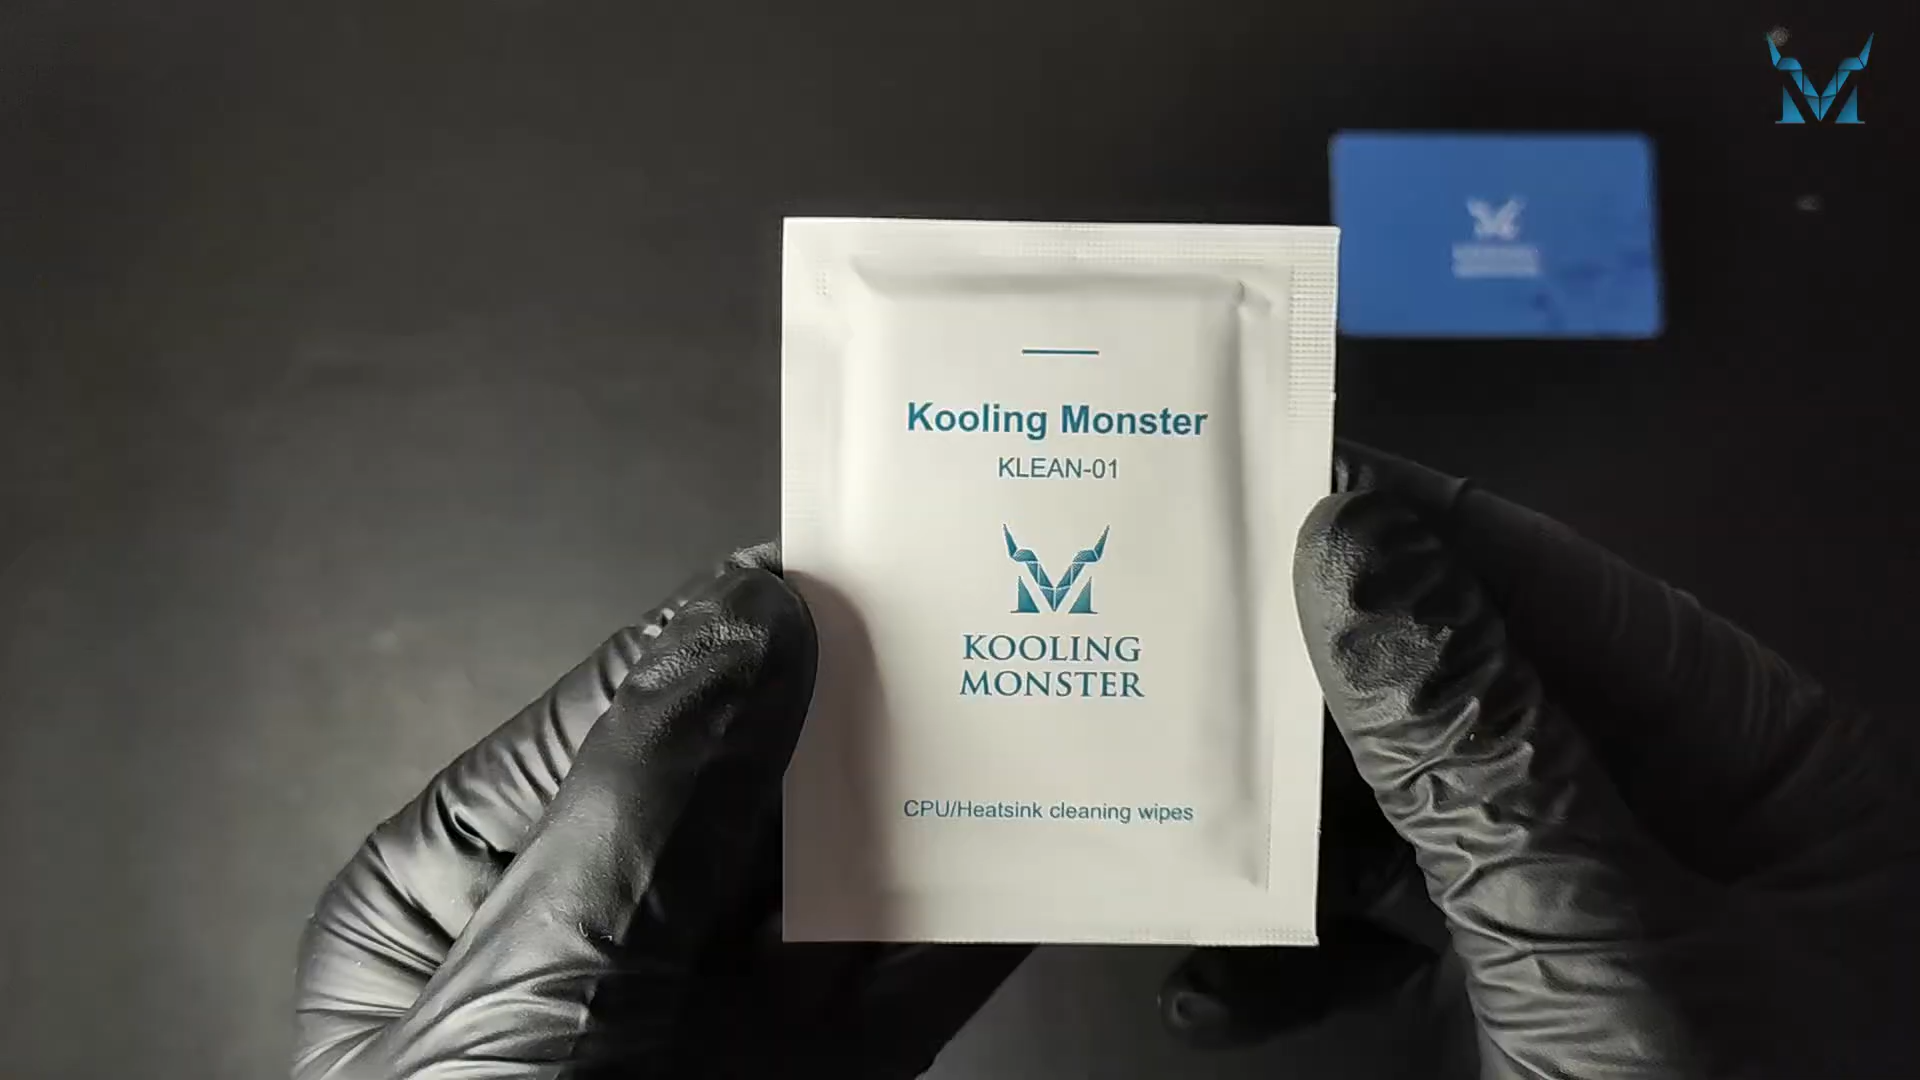 Kooling Monster
KLEAN-01
KOOLING
MONSTER
CPU/Heatsink cleaning wipes